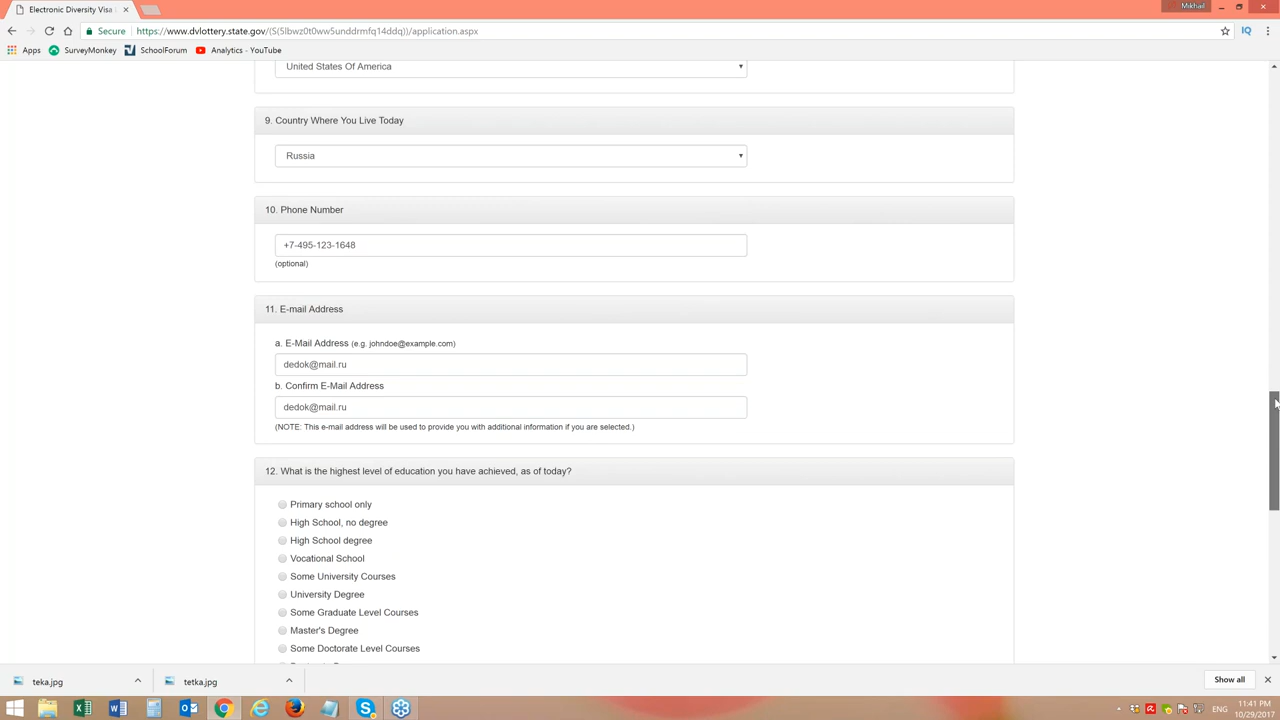 Electronic Diversity Visa
Mikhail
Secure
https://www.dvlottery.state.gov/(S(5lbwz0t0ww5unddrmfq14ddq))/application.aspx
Apps
SurveyMonkey
SchoolForum
Analytics - YouTube
United States Of America
9. Country Where You Live Today
Russia
10. Phone Number
+7-495-123-1648
(optional)
11. E-mail Address
a. E-Mail Address (e.g. johndoe@example.com)
dedok@mail.ru
b. Confirm E-Mail Address
dedok@mail.ru
(NOTE: This e-mail address will be used to provide you with additional information if you are selected.)
12. What is the highest level of education you have achieved, as of today?
Primary school only
High School, no degree
High School degree
Vocational School
Some University Courses
University Degree
Some Graduate Level Courses
Master's Degree
Some Doctorate Level Courses
teka.jpg
tetka.jpg
Show all
ENG
11:41 PM
10/29/2017